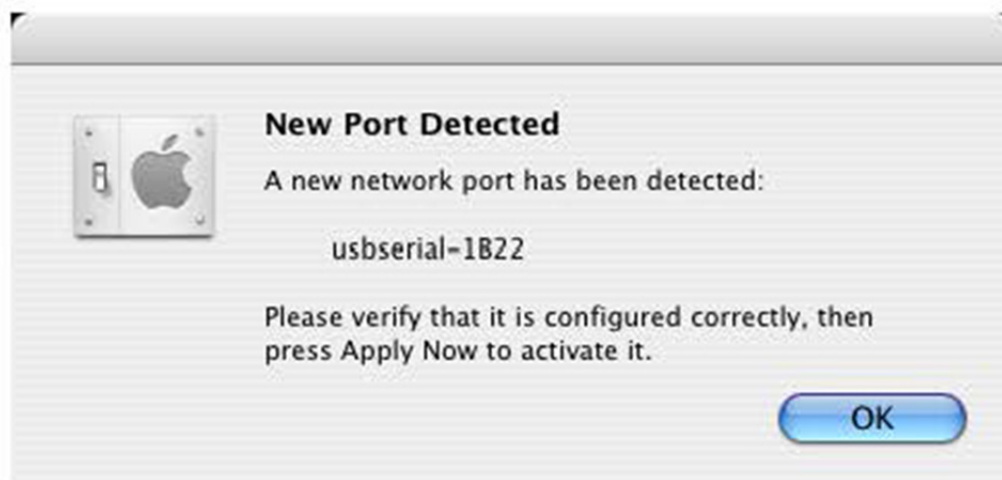 New Port Detected
A new network port has been detected:
usbserial-1B22
Please verify that it is configured correctly, then
press Apply Now to activate it.
OK